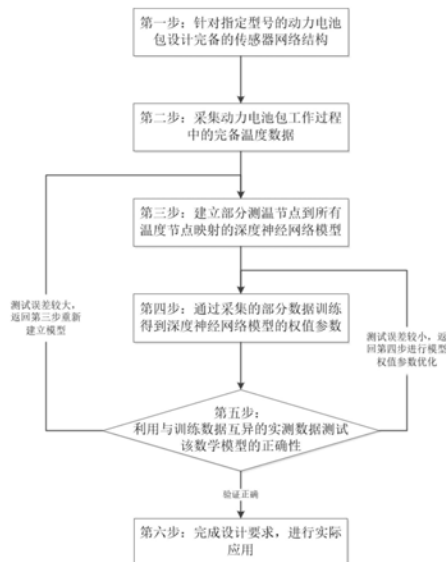 第一步：针对指定型号的动力电池
包设计完备的传感器网络结构
第二步：采集动力电池包工作过程
中的完备温度数据
第三步：建立部分测温节点到所有
温度节点映射的深度神经网络模型
测试误差较大，
返回第三步重新
建立模型
第四步：通过采集的部分数据训练
得到深度神经网络模型的权值参数
测试误差较小，返
回第四步进行模型
权值参数优化
第五步：
利用与训练数据互异的实测数据测试
该数学模型的正确性
验证正确
第六步：完成设计要求，进行实际
应用